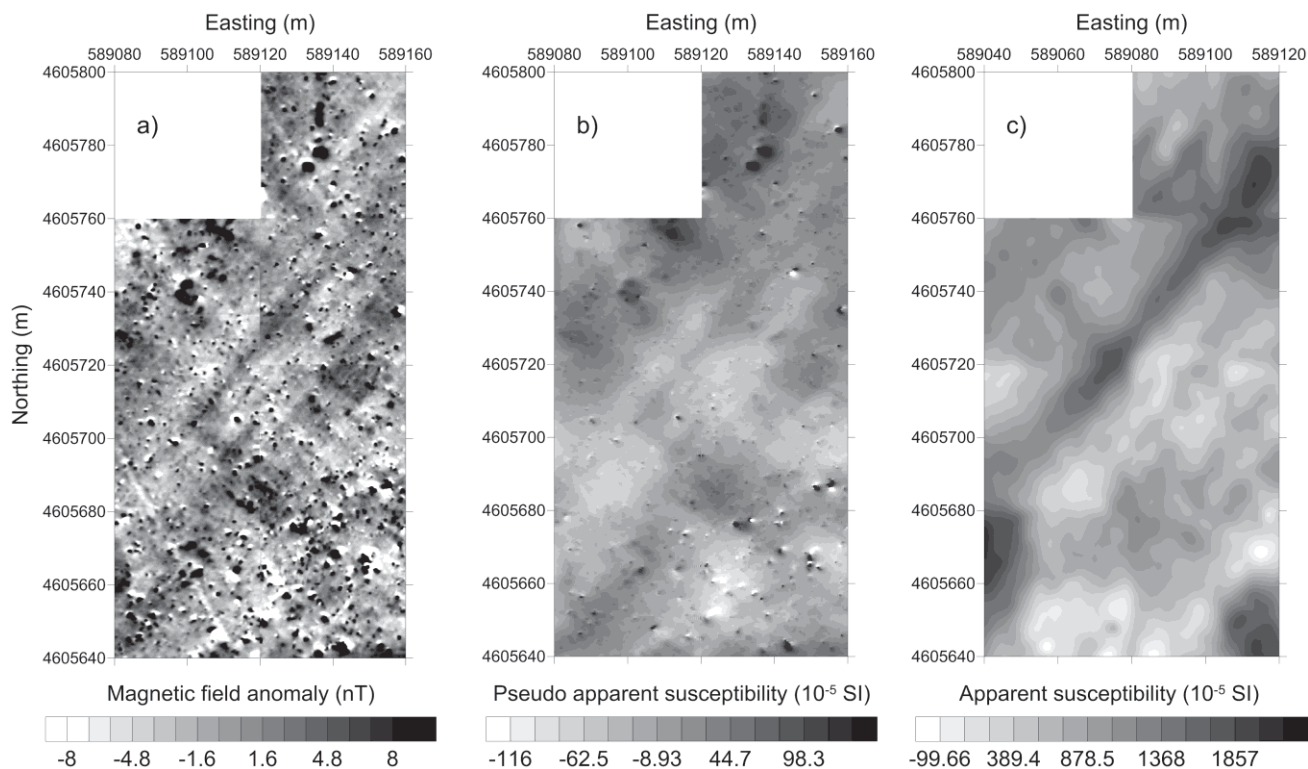 Easting (m) Easting (m) Easting (m)
589080 589100 589120 589140 589160 589080 589100 589120 589140 589160 589040 589060 589080 589100 589120
4605800 4605800 4605800
a) b) c)
4605780 4605780 4605780
4605760 4605760 4605760
4605740 4605740 4605740
Northing (m)
4605720 4605720 4605720
4605700 4605700 4605700
4605680 4605680 4605680
4605660 4605660 4605660
4605640 4605640 4605640
Magnetic field anomaly (nT) Pseudo apparent susceptibility (10⁻⁵ SI) Apparent susceptibility (10⁻⁵ SI)
-8 -4.8 -1.6 1.6 4.8 8 -116 -62.5 -8.93 44.7 98.3 -99.66 389.4 878.5 1368 1857